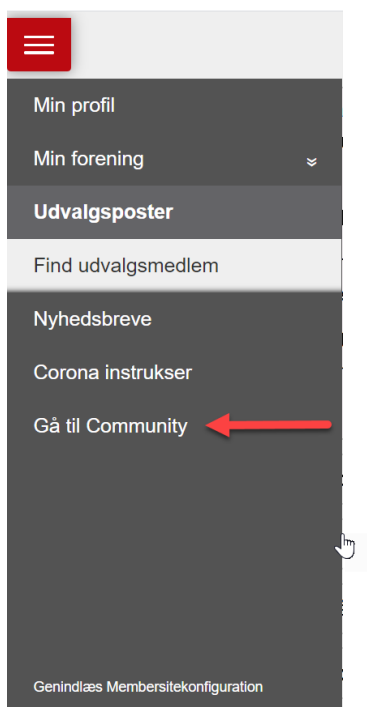 Min profil
Min forening
Udvalgsposter
Find udvalgsmedlem
Nyhedsbreve
Corona instrukser
Gå til Community
Genindlæs Membersitekonfiguration